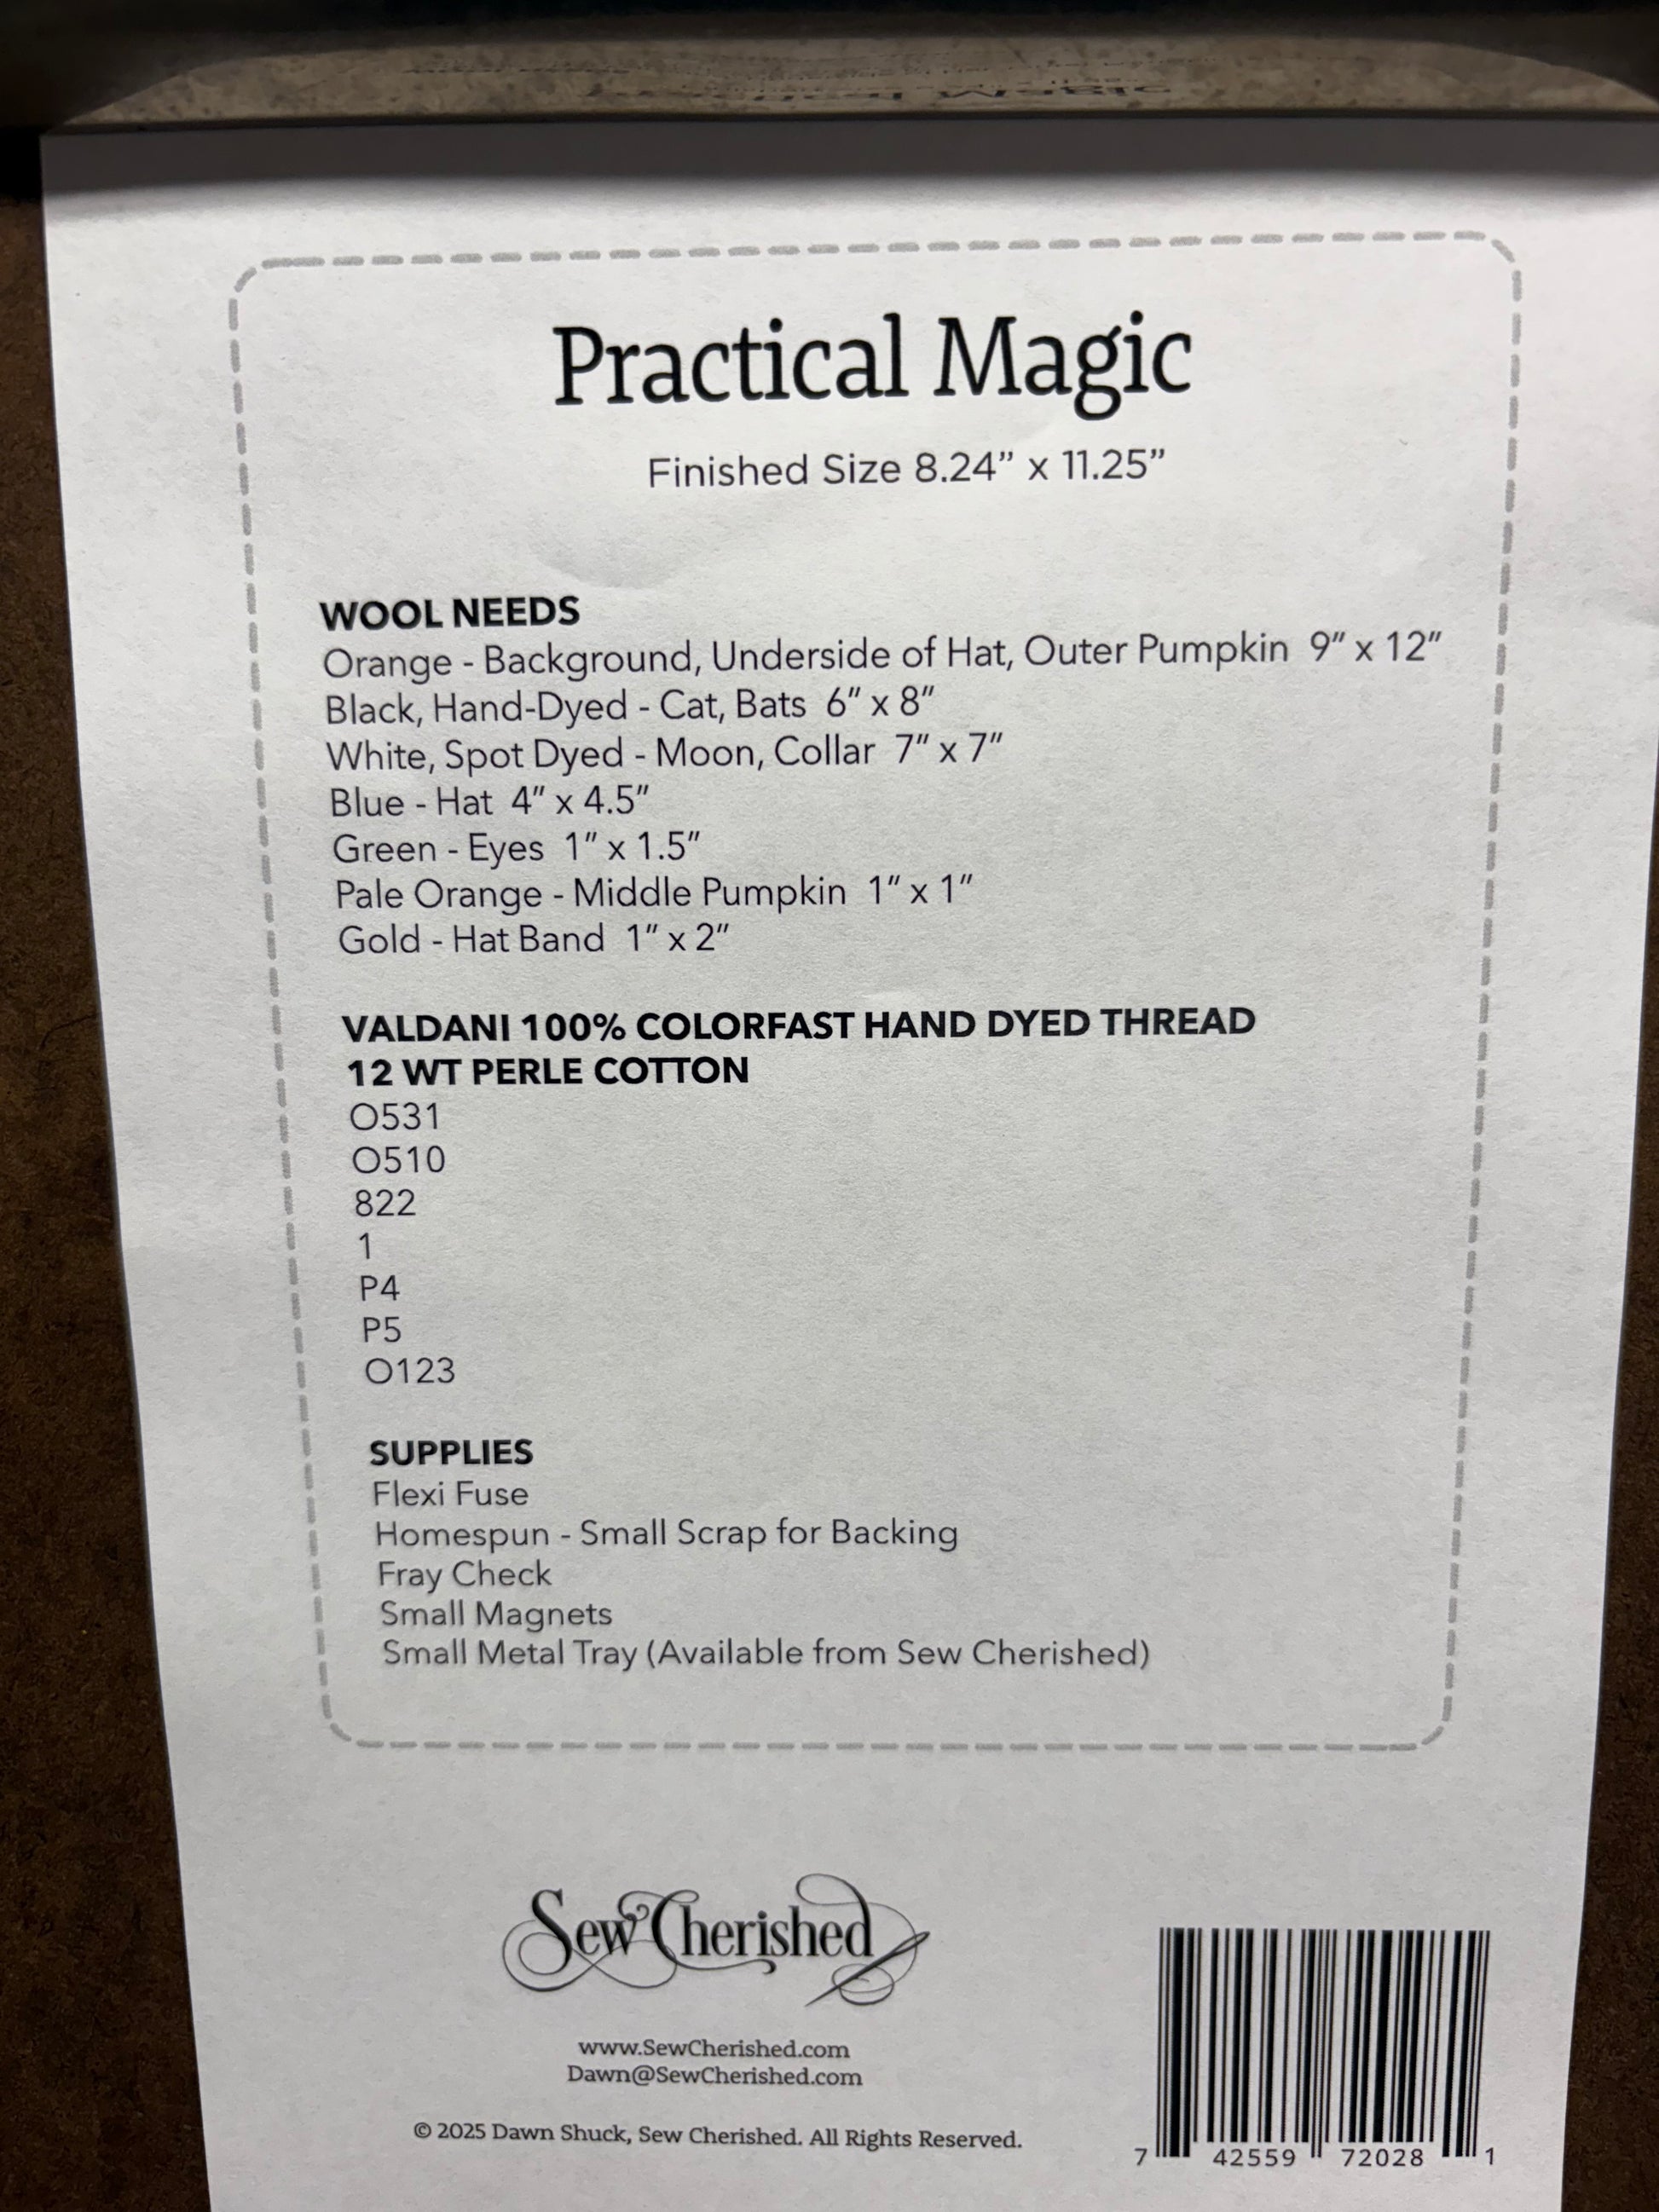 Practical Magic
Finished Size 8.24” x 11.25”
WOOL NEEDS
Orange - Background, Underside of Hat, Outer Pumpkin 9" x 12"
Black, Hand-Dyed - Cat, Bats 6" x 8"
White, Spot Dyed - Moon, Collar 7" x 7"
Blue - Hat 4" x 4.5"
Green - Eyes 1" x 1.5"
Pale Orange - Middle Pumpkin 1" x 1"
Gold - Hat Band 1" x 2"
VALDANI 100% COLORFAST HAND DYED THREAD
12 WT PERLE COTTON
O531
O510
822
1
P4
P5
O123
SUPPLIES
Flexi Fuse
Homespun - Small Scrap for Backing
Fray Check
Small Magnets
Small Metal Tray (Available from Sew Cherished)
Sew Cherished
www.SewCherished.com
Dawn@SewCherished.com
© 2025 Dawn Shuck, Sew Cherished. All Rights Reserved.
7 42559 72028 1